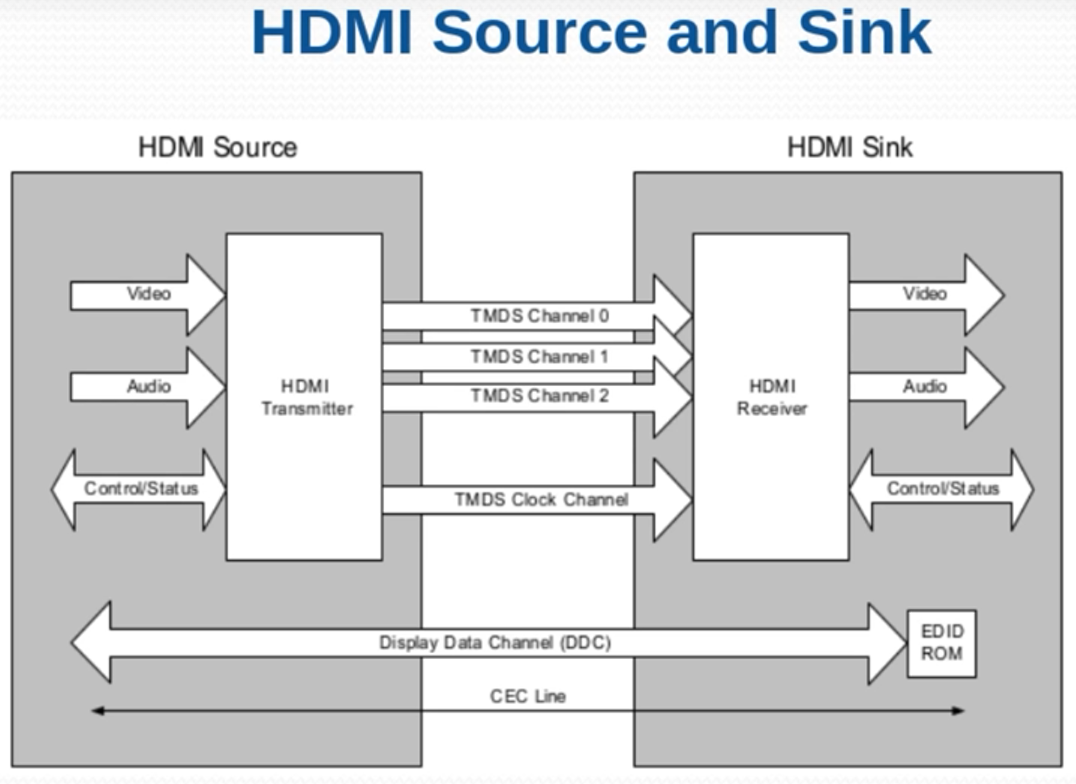 HDMI Source and Sink
HDMI Source
HDMI Sink
Video
Audio
Control/Status
HDMI
Transmitter
TMDS Channel 0
TMDS Channel 1
TMDS Channel 2
TMDS Clock Channel
HDMI
Receiver
Video
Audio
Control/Status
Display Data Channel (DDC)
EDID
ROM
CEC Line